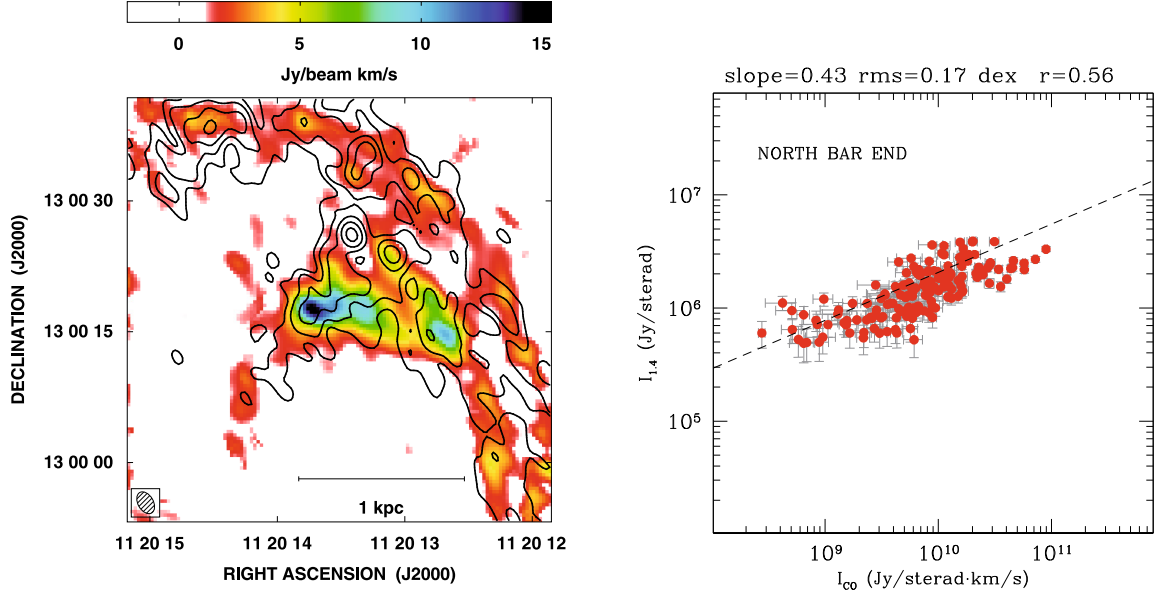 0 5 10 15
Jy/beam km/s
13 00 30
13 00 15
13 00 00
DECLINATION (J2000)
1 kpc
11 20 15 11 20 14 11 20 13 11 20 12
RIGHT ASCENSION (J2000)
slope=0.43 rms=0.17 dex r=0.56
NORTH BAR END
10^7
10^6
10^5
I_1.4 (Jy/sterad)
10^9 10^10 10^11
I_CO (Jy/sterad·km/s)